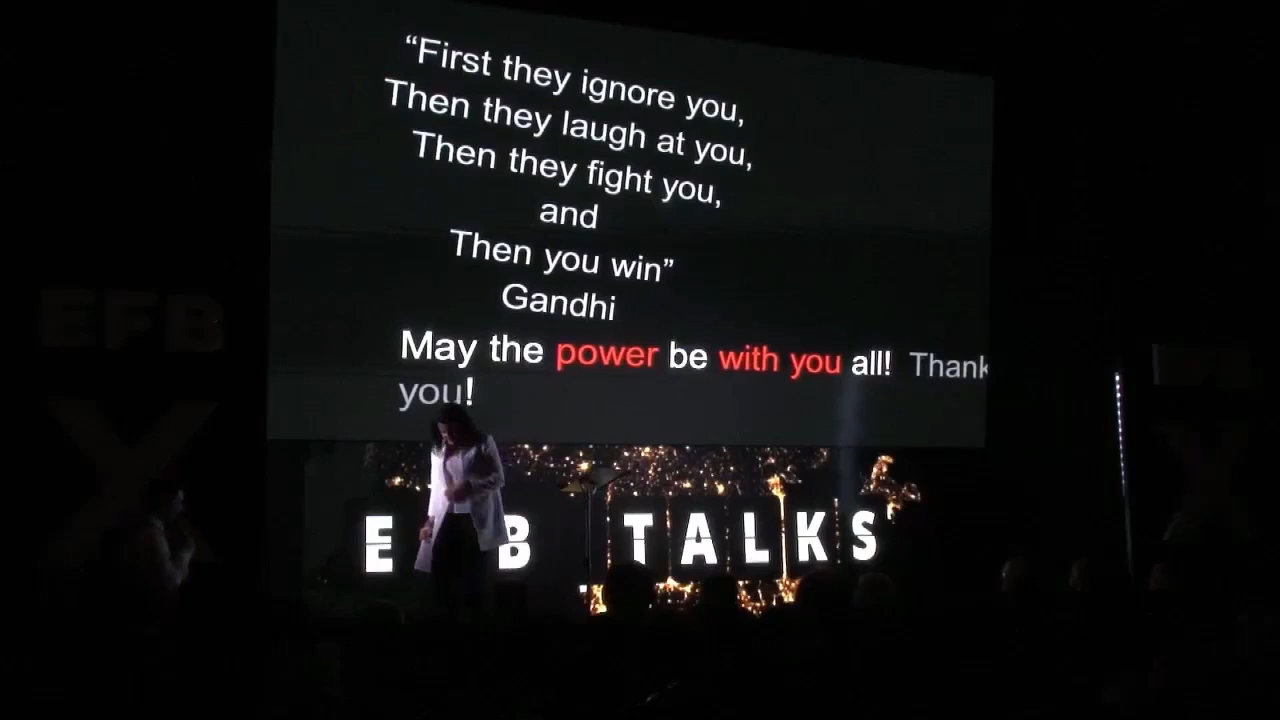 “First they ignore you,
Then they laugh at you,
Then they fight you,
and
Then you win”
Gandhi
May the power be with you all! Thank
you!
EFB
E B TALKS